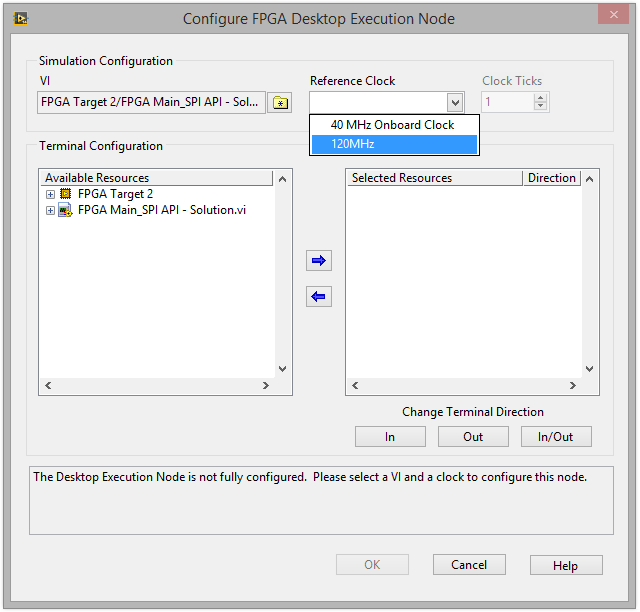 Configure FPGA Desktop Execution Node
Simulation Configuration
VI
Reference Clock
Clock Ticks
FPGA Target 2/FPGA Main_SPI API - Sol...
1
40 MHz Onboard Clock
120MHz
Terminal Configuration
Available Resources
Selected Resources
Direction
FPGA Target 2
FPGA Main_SPI API - Solution.vi
Change Terminal Direction
In
Out
In/Out
The Desktop Execution Node is not fully configured.  Please select a VI and a clock to configure this node.
OK
Cancel
Help